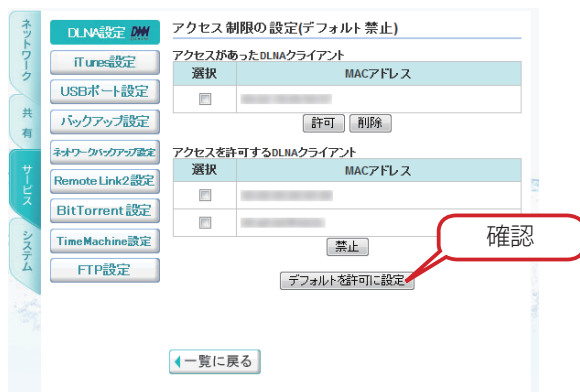 ネットワーク
共有
サービス
システム
DLNA設定
iTunes設定
USBポート設定
バックアップ設定
ネットワークバックアップ設定
Remote Link2設定
BitTorrent設定
TimeMachine設定
FTP設定
アクセス制限の設定(デフォルト禁止)
アクセスがあったDLNAクライアント
選択 MACアドレス
許可 削除
アクセスを許可するDLNAクライアント
選択 MACアドレス
禁止
デフォルトを許可に設定
確認
一覧に戻る